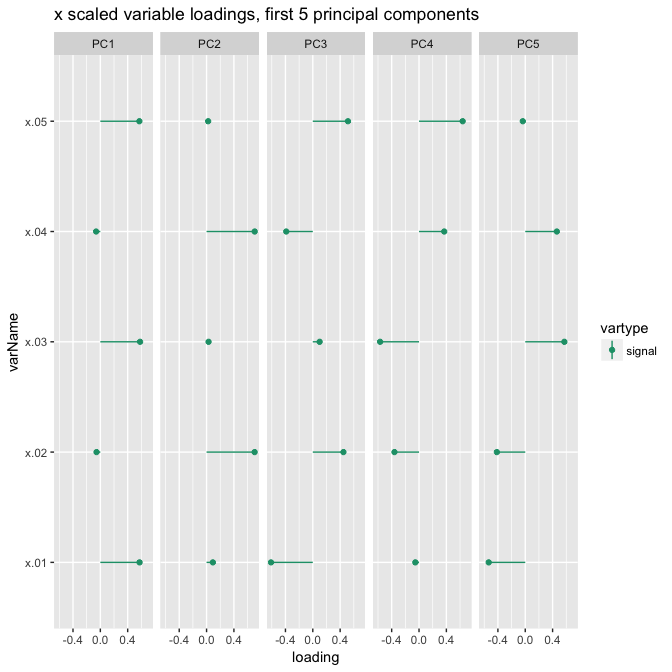 x scaled variable loadings, first 5 principal components
PC1 PC2 PC3 PC4 PC5
x.05
x.04
x.03
x.02
x.01
varName
-0.4 0.0 0.4 -0.4 0.0 0.4 -0.4 0.0 0.4 -0.4 0.0 0.4 -0.4 0.0 0.4
loading
vartype
signal